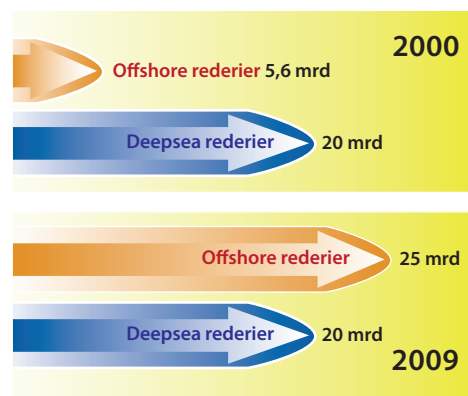 2000
Offshore rederier 5,6 mrd
Deepsea rederier 20 mrd
Offshore rederier 25 mrd
Deepsea rederier 20 mrd
2009